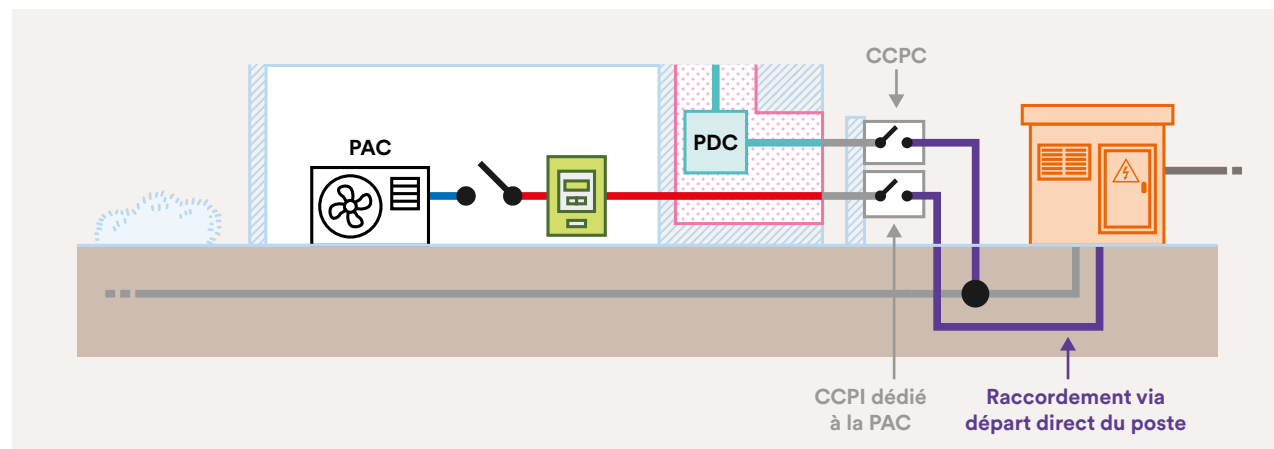 CCPC
PDC
PAC
CCPI dédié
à la PAC
Raccordement via
départ direct du poste